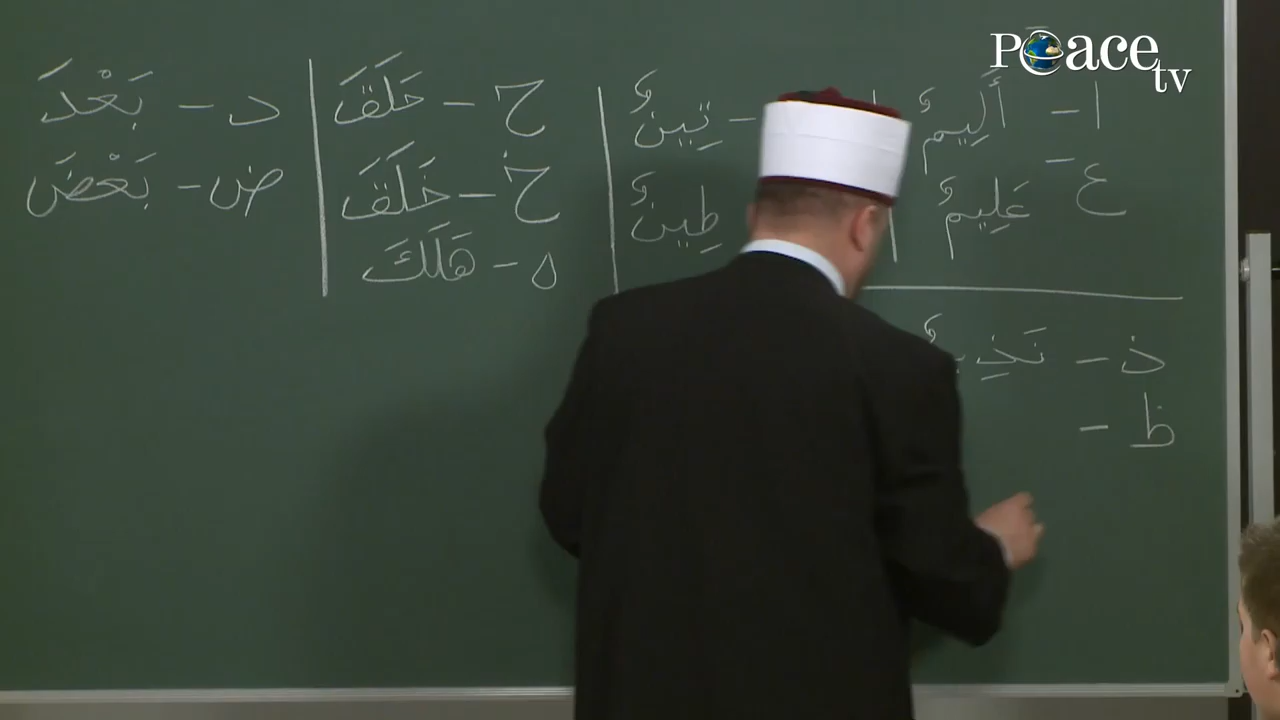 Peace tv
ا - أَلِيمٌ
ع - عَلِيمٌ
- تِينٌ
طِينٌ
ح - حَلَقَ
خ - خَلَقَ
ه - هَلَكَ
د - بَعْدَ
ض - بَعْضَ
ذ -
ظ -